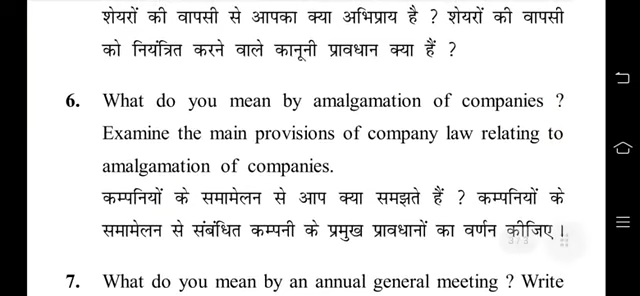 शेयरों की वापसी से आपका क्या अभिप्राय है ? शेयरों की वापसी
को नियंत्रित करने वाले कानूनी प्रावधान क्या हैं ?
6. What do you mean by amalgamation of companies ?
Examine the main provisions of company law relating to
amalgamation of companies.
कम्पनियों के समामेलन से आप क्या समझते हैं ? कम्पनियों के
समामेलन से संबंधित कम्पनी के प्रमुख प्रावधानों का वर्णन कीजिए।
3/3
7. What do you mean by an annual general meeting ? Write